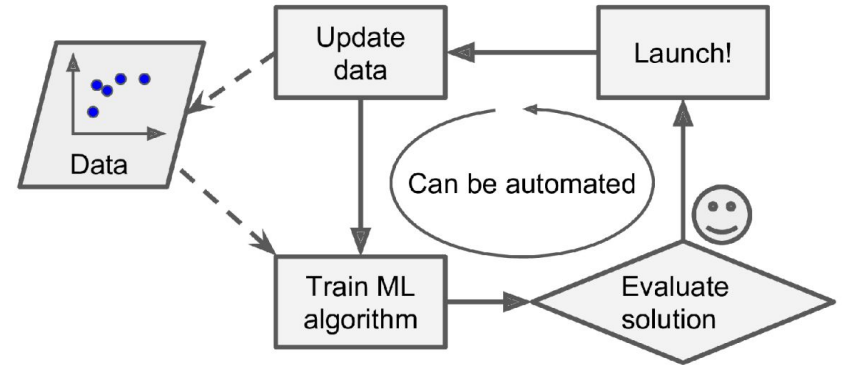 Update
data
Launch!
Data
Can be automated
Train ML
algorithm
Evaluate
solution